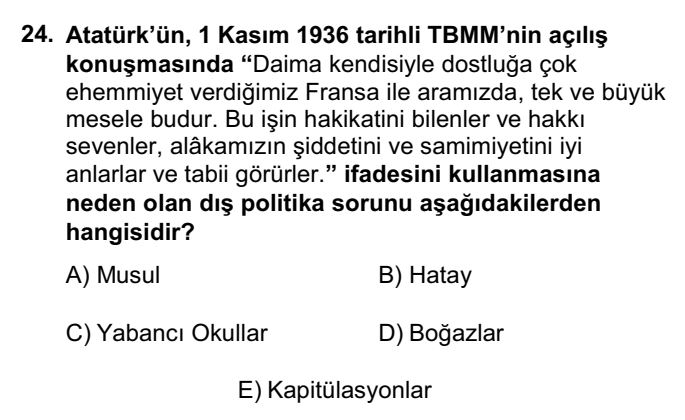 24. Atatürk’ün, 1 Kasım 1936 tarihli TBMM’nin açılış
konuşmasında “Daima kendisiyle dostluğa çok
ehemmiyet verdiğimiz Fransa ile aramızda, tek ve büyük
mesele budur. Bu işin hakikatini bilenler ve hakkı
sevenler, alâkamızın şiddetini ve samimiyetini iyi
anlarlar ve tabii görürler.” ifadesini kullanmasına
neden olan dış politika sorunu aşağıdakilerden
hangisidir?
A) Musul B) Hatay
C) Yabancı Okullar D) Boğazlar
E) Kapitülasyonlar